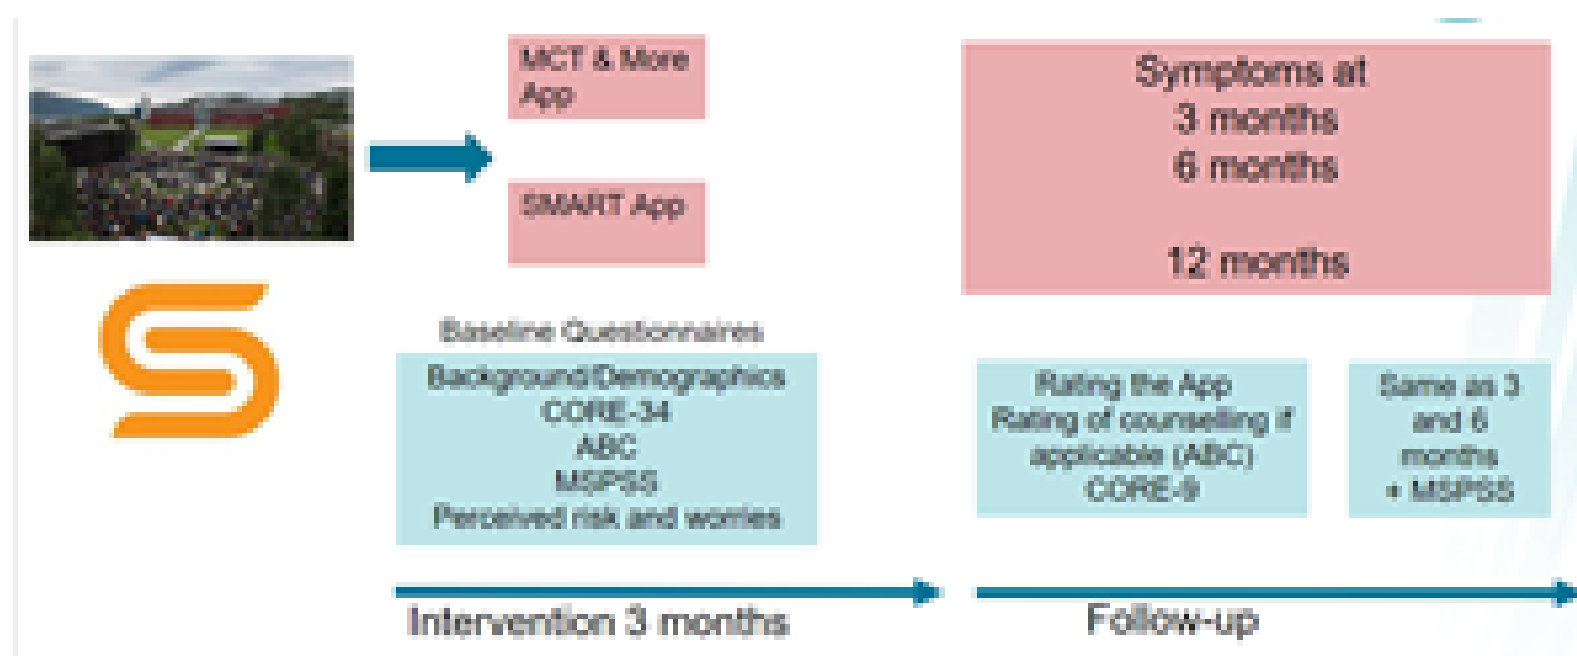 MCT & More
App
SMART App
Symptoms at
3 months
6 months
12 months
Baseline Questionnaires
Background/Demographics
CORE-34
ABC
MSPSS
Perceived risk and worries
Rating the App
Rating of counselling if
applicable (ABC)
CORE-9
Same as 3
and 6
months
+ MSPSS
Intervention 3 months
Follow-up